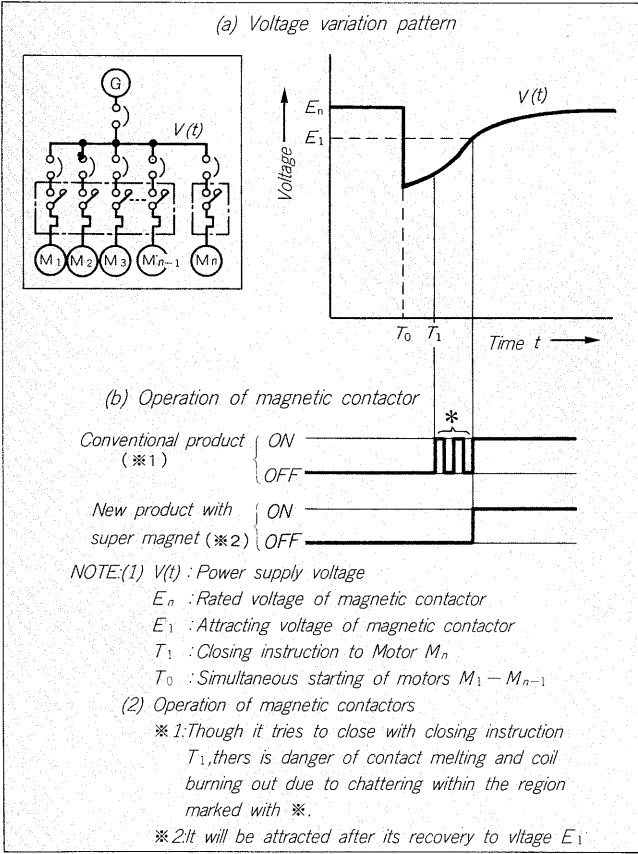 (a) Voltage variation pattern
G
V(t)
M1 M2 M3 Mn-1 Mn
Voltage
En
E1
V(t)
T0 T1 Time t
(b) Operation of magnetic contactor
*
Conventional product
(※1)
ON
OFF
New product with
super magnet (※2)
ON
OFF
NOTE:(1) V(t) : Power supply voltage
En : Rated voltage of magnetic contactor
E1 : Attracting voltage of magnetic contactor
T1 : Closing instruction to Motor Mn
T0 : Simultaneous starting of motors M1 – Mn-1
(2) Operation of magnetic contactors
※1:Though it tries to close with closing instruction
T1,thers is danger of contact melting and coil
burning out due to chattering within the region
marked with ※.
※2:It will be attracted after its recovery to vltage E1